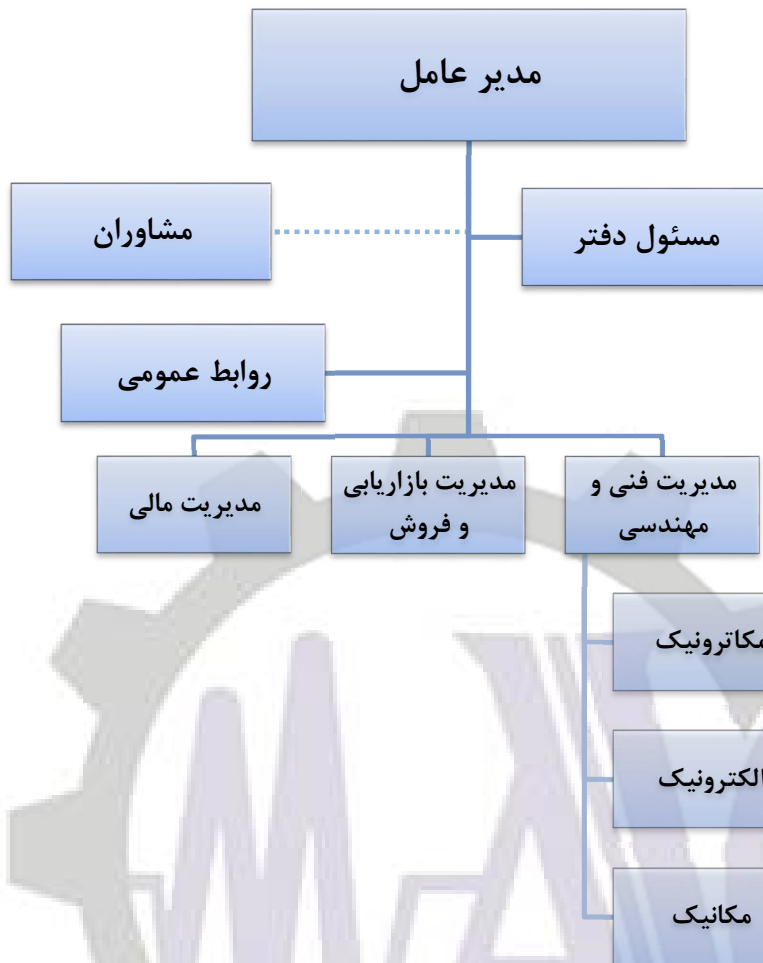 مدیر عامل
مسئول دفتر
مشاوران
روابط عمومی
مدیریت فنی و
مهندسی
مدیریت بازاریابی
و فروش
مدیریت مالی
مکاترونیک
الکترونیک
مکانیک